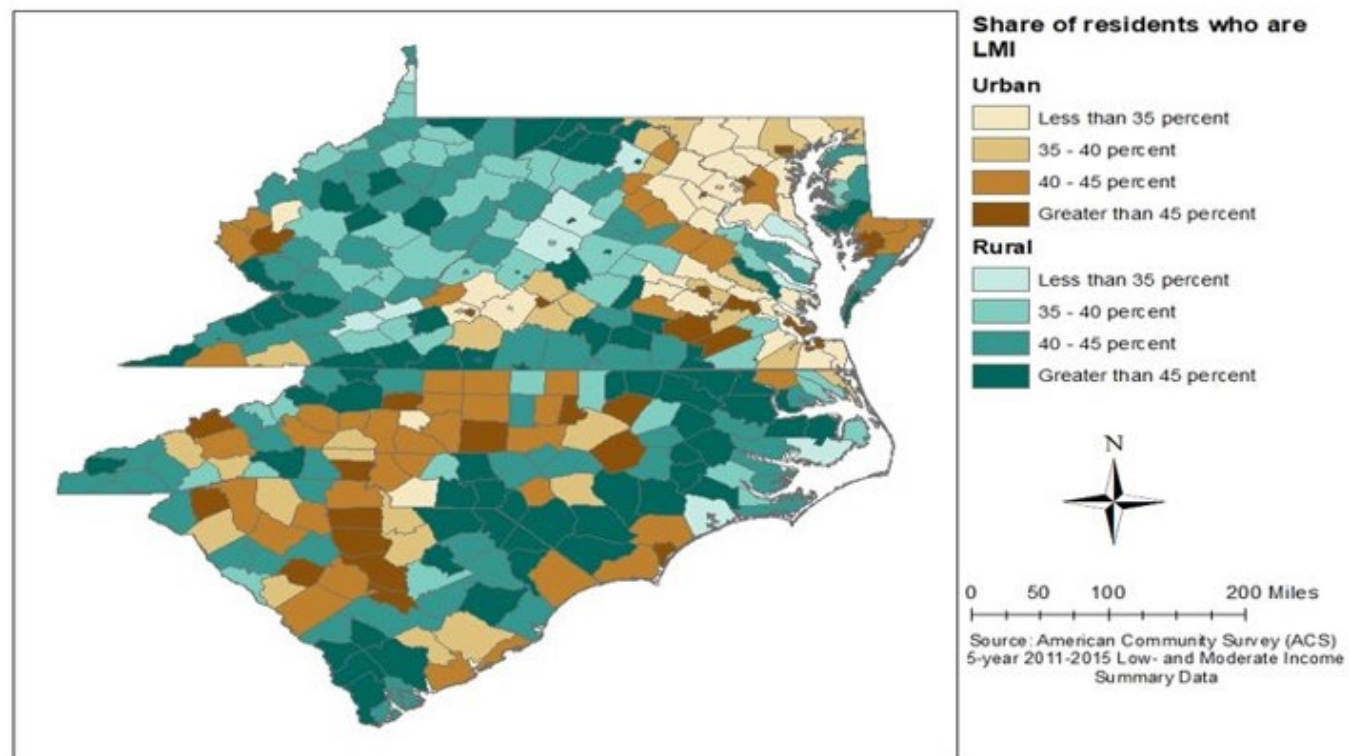 Share of residents who are
LMI
Urban
Less than 35 percent
35 - 40 percent
40 - 45 percent
Greater than 45 percent
Rural
Less than 35 percent
35 - 40 percent
40 - 45 percent
Greater than 45 percent
N
0 50 100 200 Miles
Source: American Community Survey (ACS)
5-year 2011-2015 Low- and Moderate Income
Summary Data